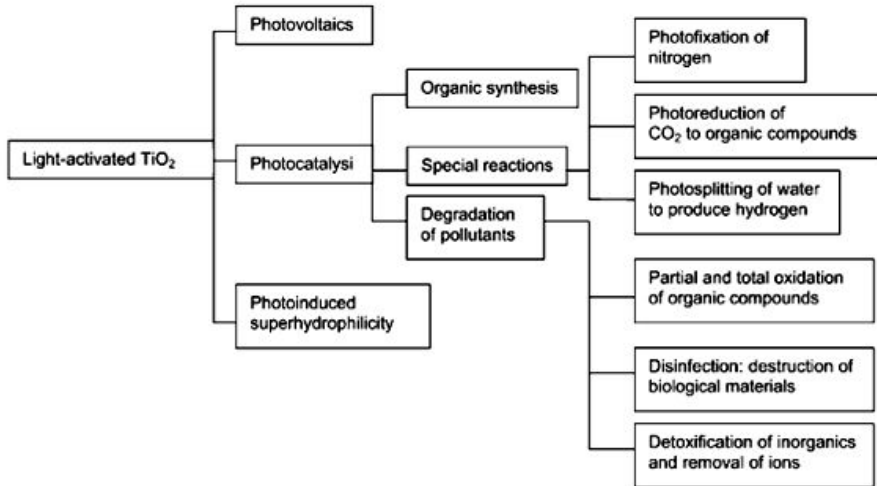 Photovoltaics
Photofixation of
nitrogen
Organic synthesis
Photoreduction of
CO₂ to organic compounds
Light-activated TiO₂
Photocatalysi
Special reactions
Photosplitting of water
to produce hydrogen
Degradation
of pollutants
Partial and total oxidation
of organic compounds
Photoinduced
superhydrophilicity
Disinfection: destruction of
biological materials
Detoxification of inorganics
and removal of ions